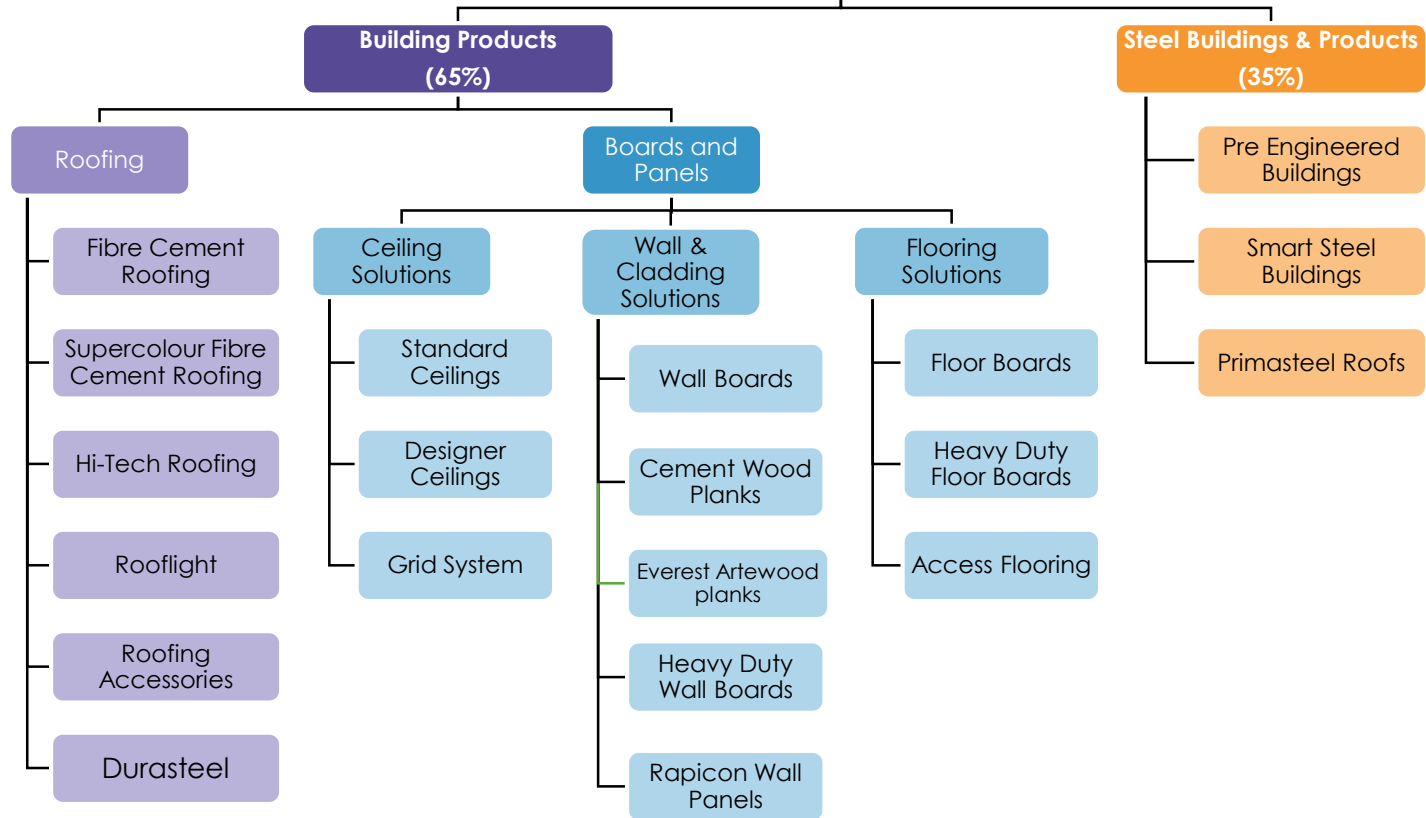 Building Products
(65%)
Steel Buildings & Products
(35%)
Roofing
Boards and
Panels
Pre Engineered
Buildings
Smart Steel
Buildings
Primasteel Roofs
Fibre Cement
Roofing
Supercolour Fibre
Cement Roofing
Hi-Tech Roofing
Rooflight
Roofing
Accessories
Durasteel
Ceiling
Solutions
Standard
Ceilings
Designer
Ceilings
Grid System
Wall &
Cladding
Solutions
Wall Boards
Cement Wood
Planks
Everest Artewood
planks
Heavy Duty
Wall Boards
Rapicon Wall
Panels
Flooring
Solutions
Floor Boards
Heavy Duty
Floor Boards
Access Flooring